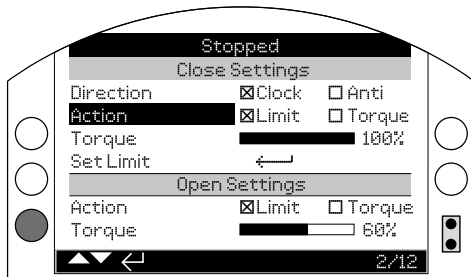 Stopped
Close Settings
Direction ☒Clock ☐Anti
Action ☒Limit ☐Torque
Torque 100%
Set Limit
Open Settings
Action ☒Limit ☐Torque
Torque 60%
2/12